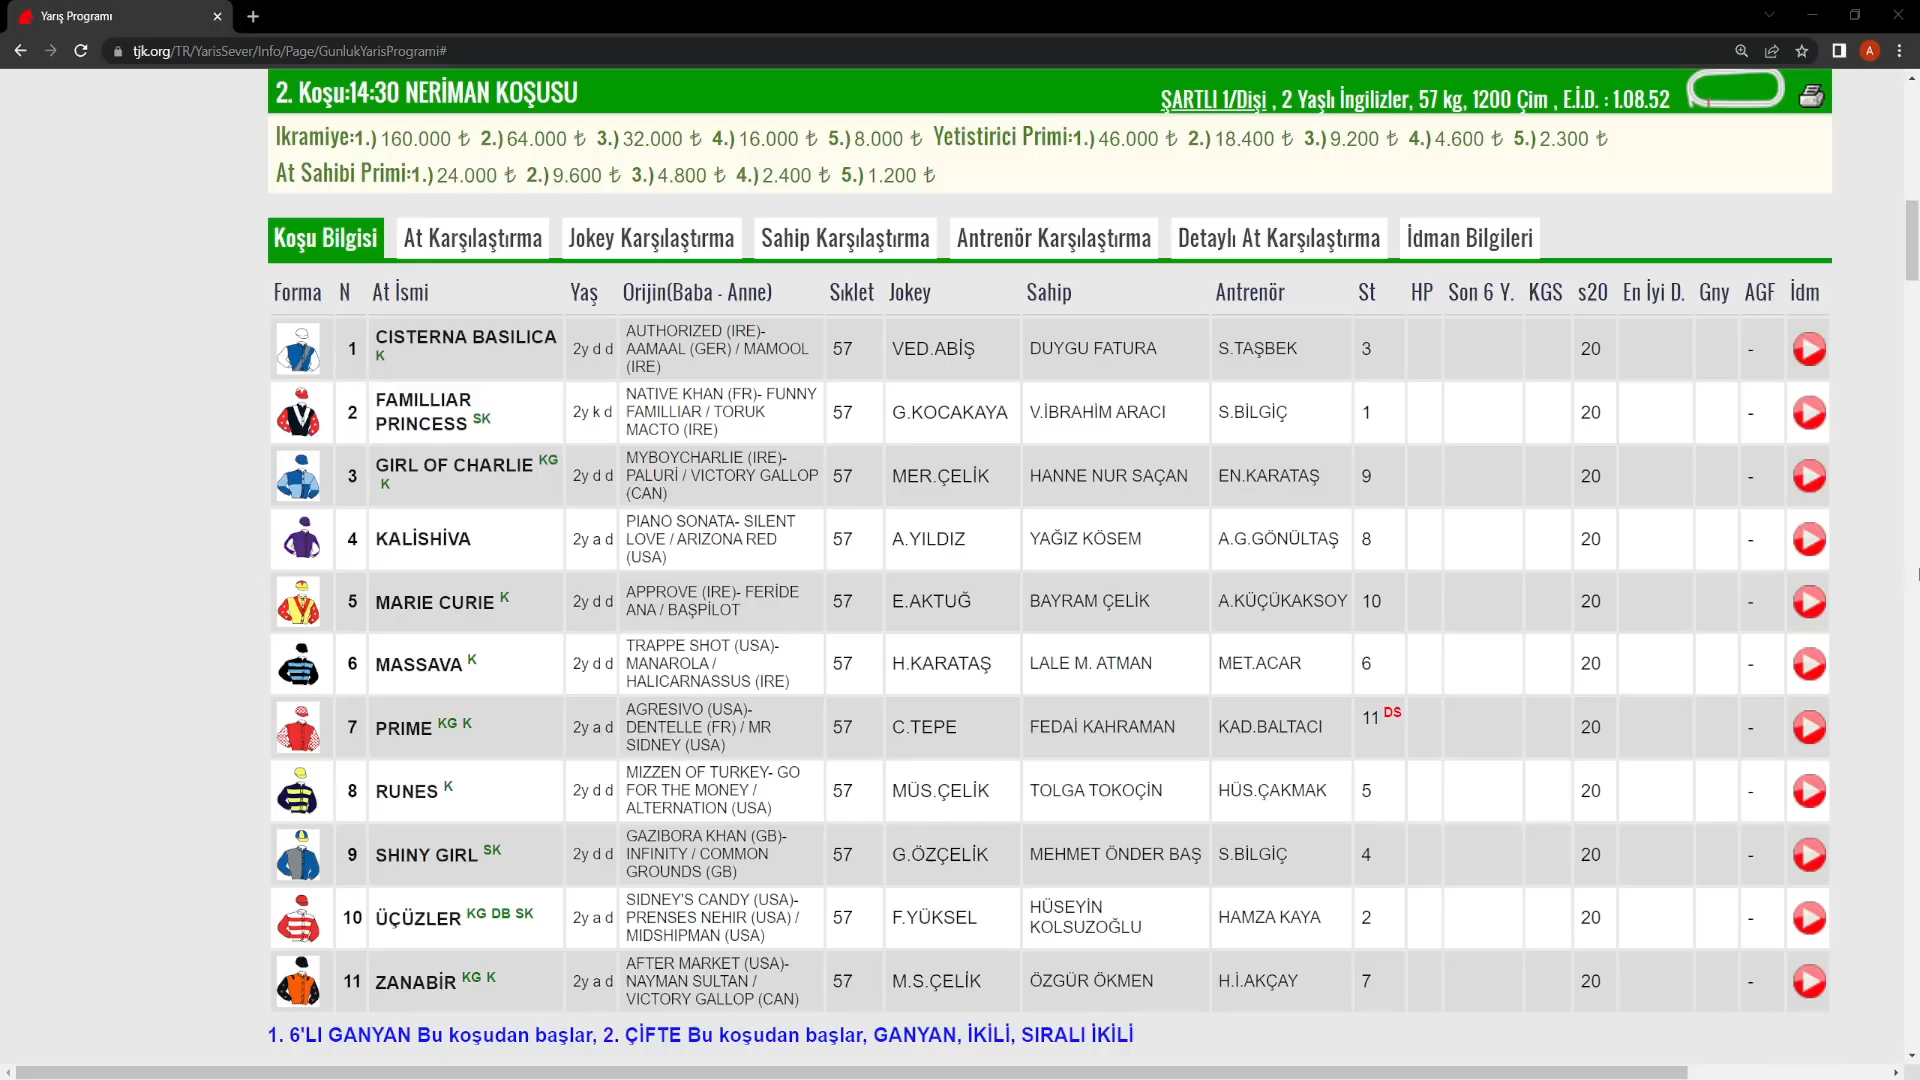 Yarış Programı
tjk.org/TR/YarisSever/Info/Page/GunlukYarisProgrami#
A
2. Koşu:14:30 NERİMAN KOŞUSU
ŞARTLI 1/Dişi , 2 Yaşlı İngilizler, 57 kg, 1200 Çim , E.İ.D. : 1.08.52
Ikramiye:1.) 160.000 ₺ 2.) 64.000 ₺ 3.) 32.000 ₺ 4.) 16.000 ₺ 5.) 8.000 ₺ Yetistirici Primi:1.) 46.000 ₺ 2.) 18.400 ₺ 3.) 9.200 ₺ 4.) 4.600 ₺ 5.) 2.300 ₺
At Sahibi Primi:1.) 24.000 ₺ 2.) 9.600 ₺ 3.) 4.800 ₺ 4.) 2.400 ₺ 5.) 1.200 ₺
Koşu Bilgisi At Karşılaştırma Jokey Karşılaştırma Sahip Karşılaştırma Antrenör Karşılaştırma Detaylı At Karşılaştırma İdman Bilgileri
Forma N At İsmi Yaş Orijin(Baba - Anne) Sıklet Jokey Sahip Antrenör St HP Son 6 Y. KGS s20 En İyi D. Gny AGF İdm
1 CISTERNA BASILICA K 2y d d AUTHORIZED (IRE)- AAMAAL (GER) / MAMOOL (IRE) 57 VED.ABİŞ DUYGU FATURA S.TAŞBEK 3 20 -
2 FAMILLIAR PRINCESS SK 2y k d NATIVE KHAN (FR)- FUNNY FAMILLIAR / TORUK MACTO (IRE) 57 G.KOCAKAYA V.İBRAHİM ARACI S.BİLGİÇ 1 20 -
3 GIRL OF CHARLIE KG K 2y d d MYBOYCHARLIE (IRE)- PALURİ / VICTORY GALLOP (CAN) 57 MER.ÇELİK HANNE NUR SAÇAN EN.KARATAŞ 9 20 -
4 KALİSHİVA 2y a d PIANO SONATA- SILENT LOVE / ARIZONA RED (USA) 57 A.YILDIZ YAĞIZ KÖSEM A.G.GÖNÜLTAŞ 8 20 -
5 MARIE CURIE K 2y d d APPROVE (IRE)- FERİDE ANA / BAŞPİLOT 57 E.AKTUĞ BAYRAM ÇELİK A.KÜÇÜKAKSOY 10 20 -
6 MASSAVA K 2y d d TRAPPE SHOT (USA)- MANAROLA / HALICARNASSUS (IRE) 57 H.KARATAŞ LALE M. ATMAN MET.ACAR 6 20 -
7 PRIME KG K 2y a d AGRESIVO (USA)- DENTELLE (FR) / MR SIDNEY (USA) 57 C.TEPE FEDAİ KAHRAMAN KAD.BALTACI 11 DS 20 -
8 RUNES K 2y d d MIZZEN OF TURKEY- GO FOR THE MONEY / ALTERNATION (USA) 57 MÜS.ÇELİK TOLGA TOKOÇİN HÜS.ÇAKMAK 5 20 -
9 SHINY GIRL SK 2y d d GAZIBORA KHAN (GB)- INFINITY / COMMON GROUNDS (GB) 57 G.ÖZÇELİK MEHMET ÖNDER BAŞ S.BİLGİÇ 4 20 -
10 ÜÇÜZLER KG DB SK 2y a d SIDNEY'S CANDY (USA)- PRENSES NEHIR (USA) / MIDSHIPMAN (USA) 57 F.YÜKSEL HÜSEYİN KOLSUZOĞLU HAMZA KAYA 2 20 -
11 ZANABİR KG K 2y a d AFTER MARKET (USA)- NAYMAN SULTAN / VICTORY GALLOP (CAN) 57 M.S.ÇELİK ÖZGÜR ÖKMEN H.İ.AKÇAY 7 20 -
1. 6'LI GANYAN Bu koşudan başlar, 2. ÇİFTE Bu koşudan başlar, GANYAN, İKİLİ, SIRALI İKİLİ